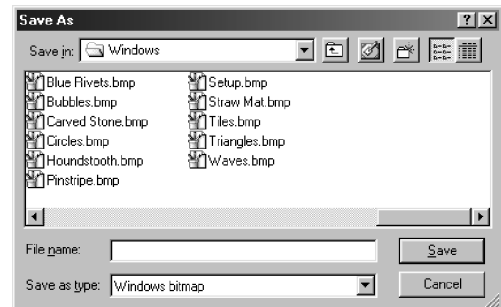 Save As
Save in: Windows
Blue Rivets.bmp
Bubbles.bmp
Carved Stone.bmp
Circles.bmp
Houndstooth.bmp
Pinstripe.bmp
Setup.bmp
Straw Mat.bmp
Tiles.bmp
Triangles.bmp
Waves.bmp
File name:
Save
Save as type: Windows bitmap
Cancel